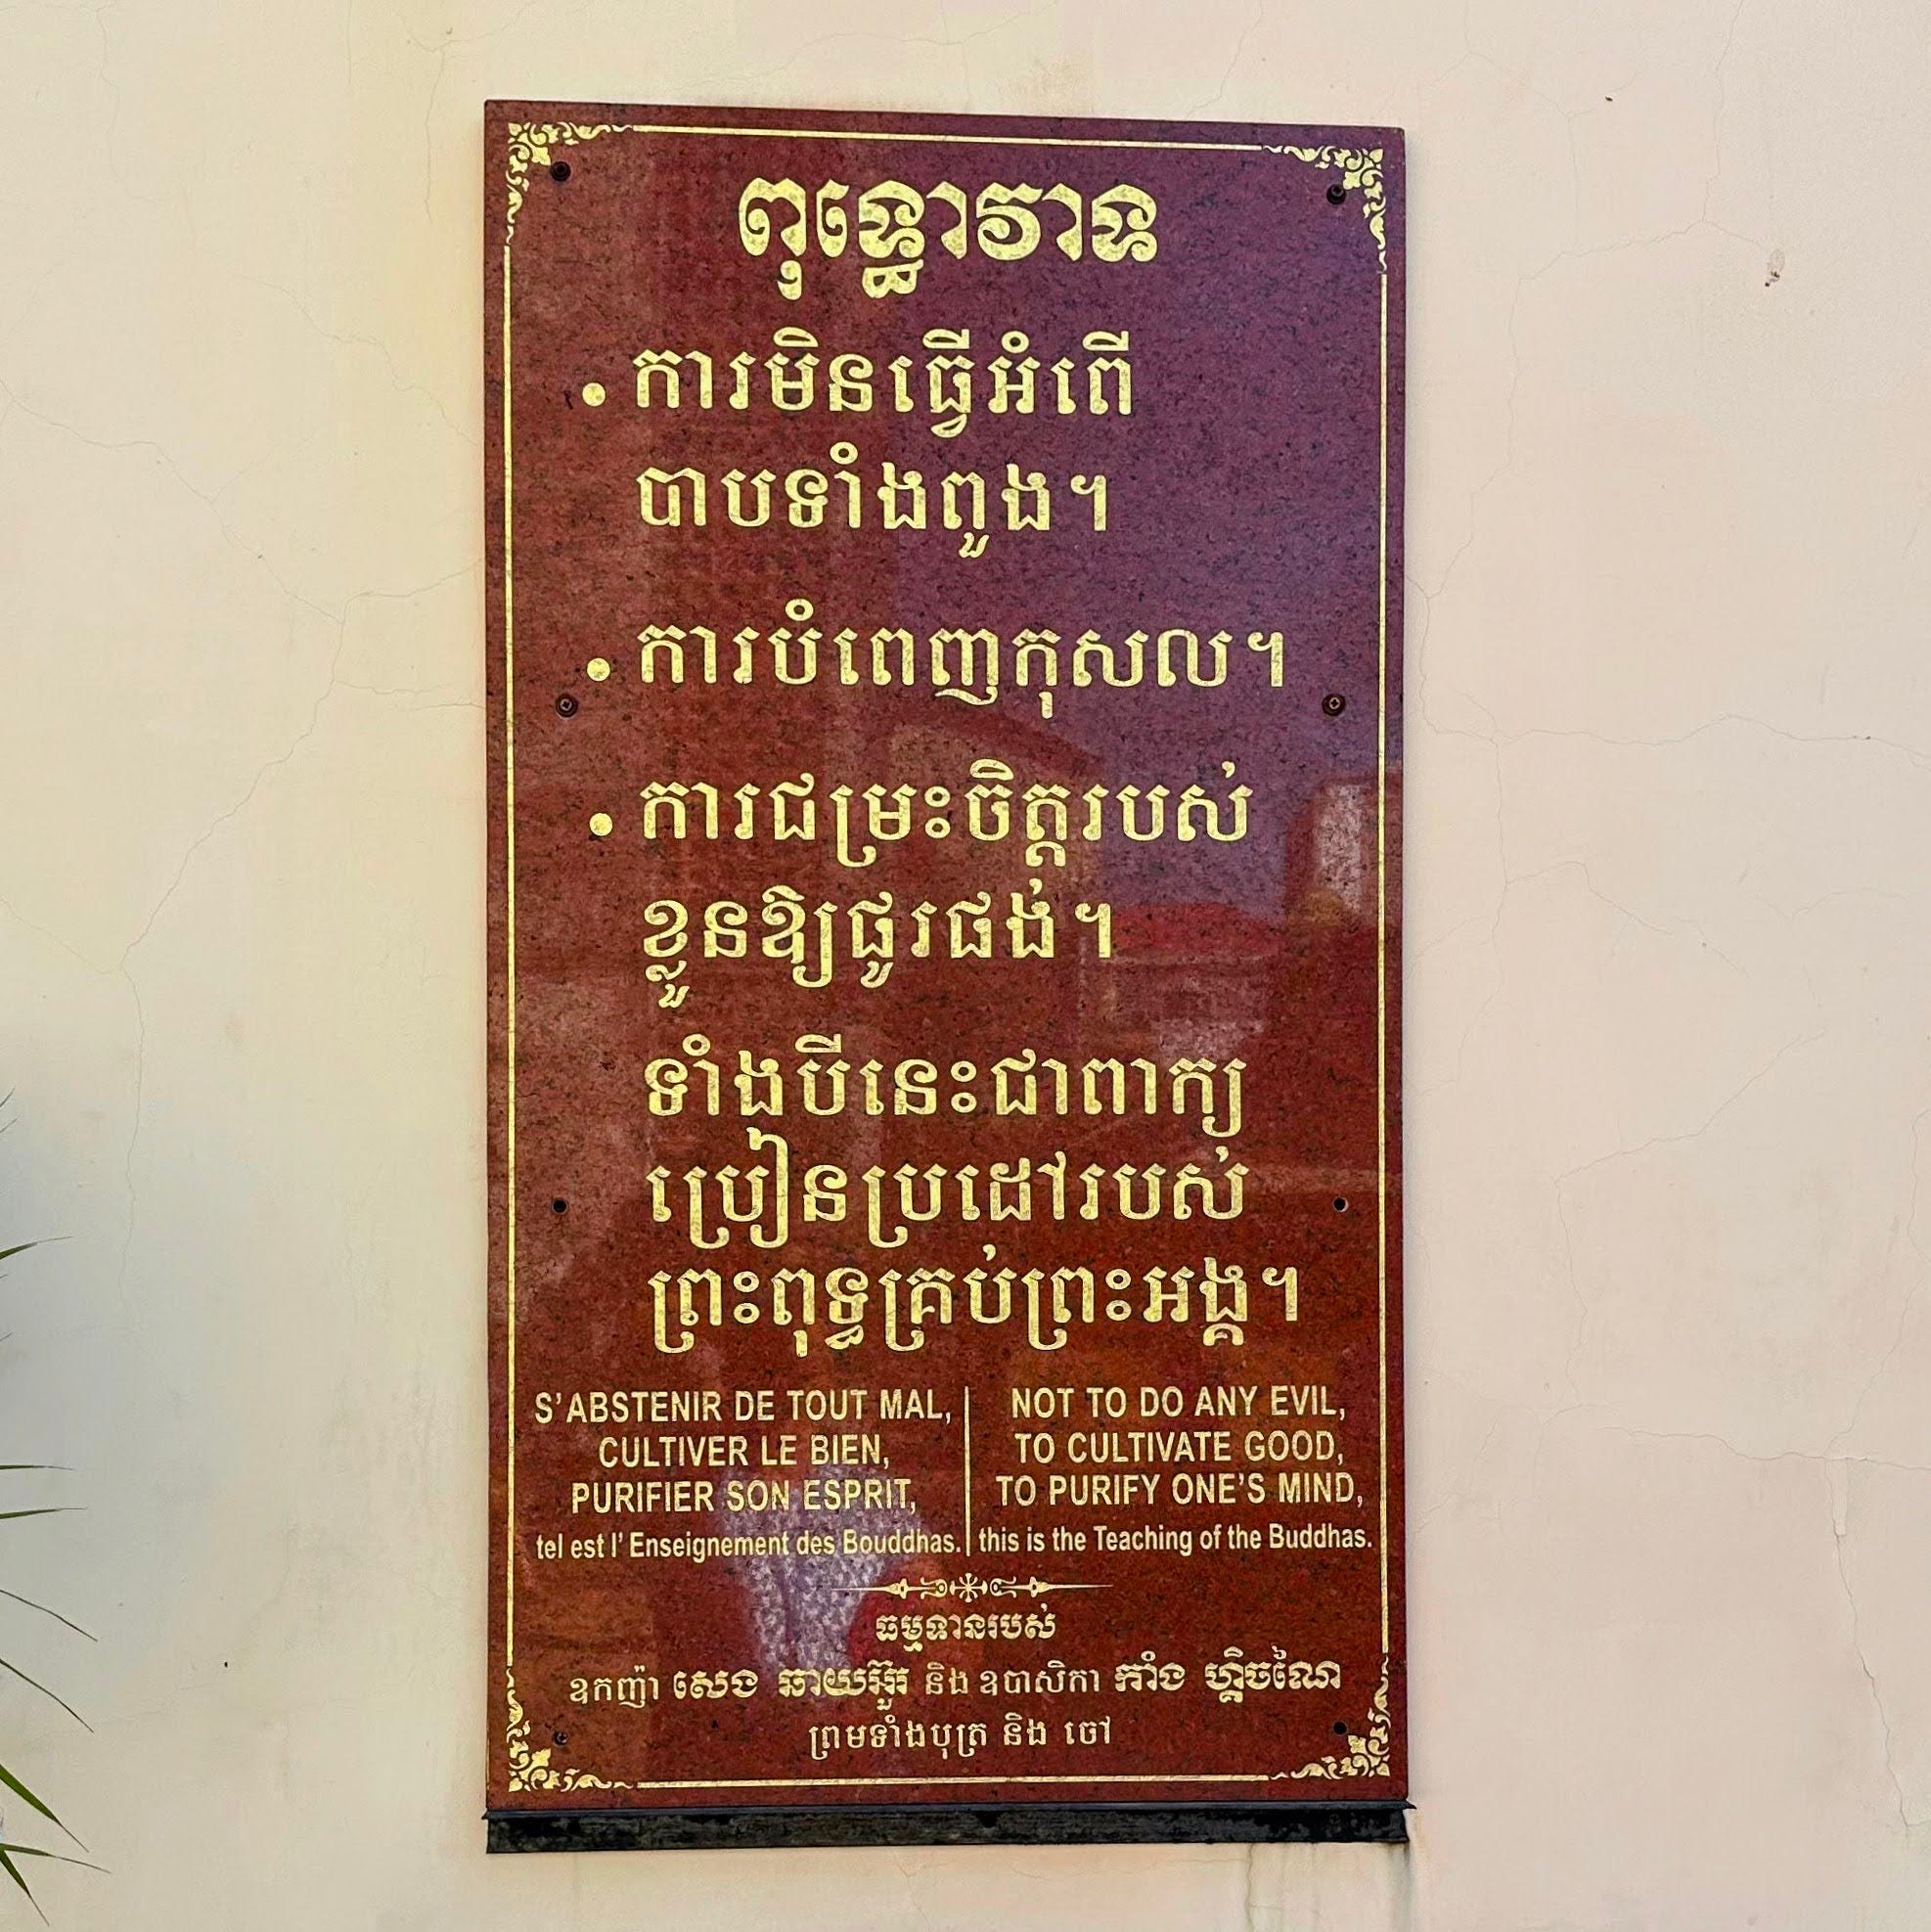 ពុទ្ធោវាទ
• ការមិនធ្វើអំពើ
បាបទាំងពួង។
• ការបំពេញកុសល។
• ការជម្រះចិត្តរបស់
ខ្លួនឱ្យផូរផង់។
ទាំងបីនេះជាពាក្យ
ប្រៀនប្រដៅរបស់
ព្រះពុទ្ធគ្រប់ព្រះអង្គ។
S'ABSTENIR DE TOUT MAL,
CULTIVER LE BIEN,
PURIFIER SON ESPRIT,
tel est l' Enseignement des Bouddhas.
NOT TO DO ANY EVIL,
TO CULTIVATE GOOD,
TO PURIFY ONE'S MIND,
this is the Teaching of the Buddhas.
ធម្មទានរបស់
ឧកញ៉ា សេង ឆាយអ៊ួរ និង ឧបាសិកា កាំង ហ្គិចណៃ
ព្រមទាំងបុត្រ និង ចៅ